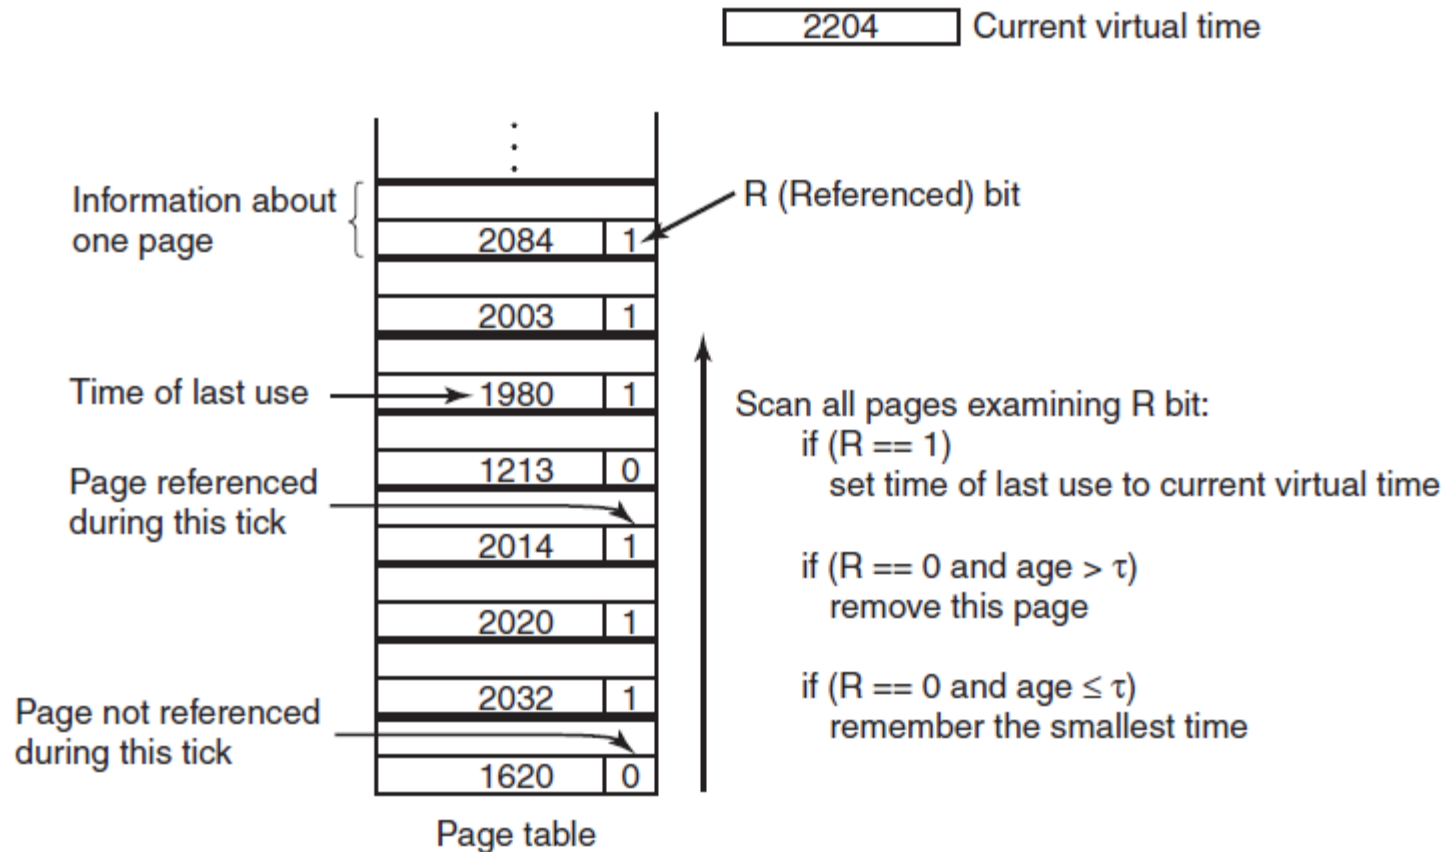 2204 Current virtual time
Information about
one page
R (Referenced) bit
2084 1
2003 1
Time of last use
1980 1
Scan all pages examining R bit:
if (R == 1)
set time of last use to current virtual time
1213 0
Page referenced
during this tick
2014 1
if (R == 0 and age > τ)
remove this page
2020 1
2032 1
if (R == 0 and age ≤ τ)
remember the smallest time
Page not referenced
during this tick
1620 0
Page table